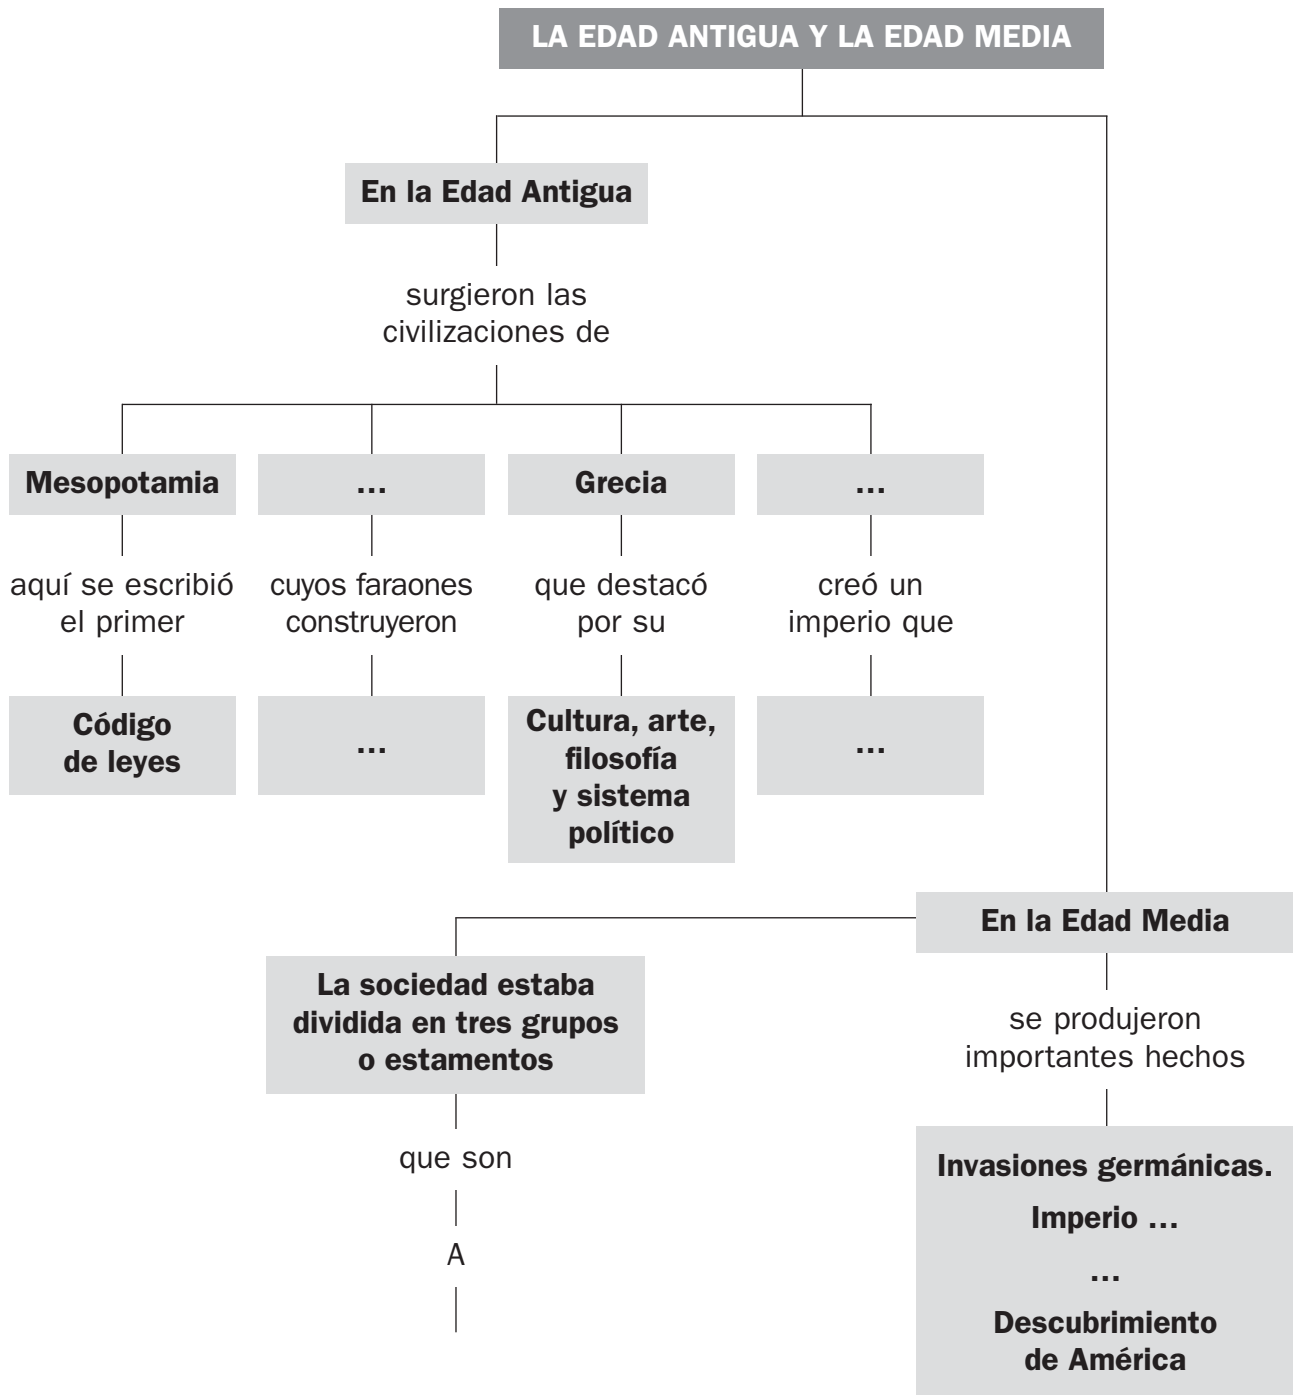 LA EDAD ANTIGUA Y LA EDAD MEDIA
En la Edad Antigua
surgieron las
civilizaciones de
Mesopotamia
...
Grecia
...
aquí se escribió
el primer
cuyos faraones
construyeron
que destacó
por su
creó un
imperio que
Código
de leyes
...
Cultura, arte,
filosofía
y sistema
político
...
En la Edad Media
La sociedad estaba
dividida en tres grupos
o estamentos
que son
A
se produjeron
importantes hechos
Invasiones germánicas.
Imperio ...
...
Descubrimiento
de América